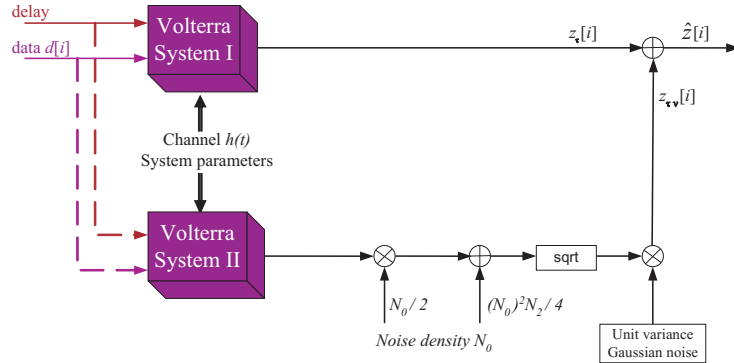 delay
data d[i]
Volterra
System I
z_τ[i]
ẑ[i]
z_τν[i]
Channel h(t)
System parameters
Volterra
System II
sqrt
N_0/2
(N_0)^2N_2/4
Noise density N_0
Unit variance
Gaussian noise